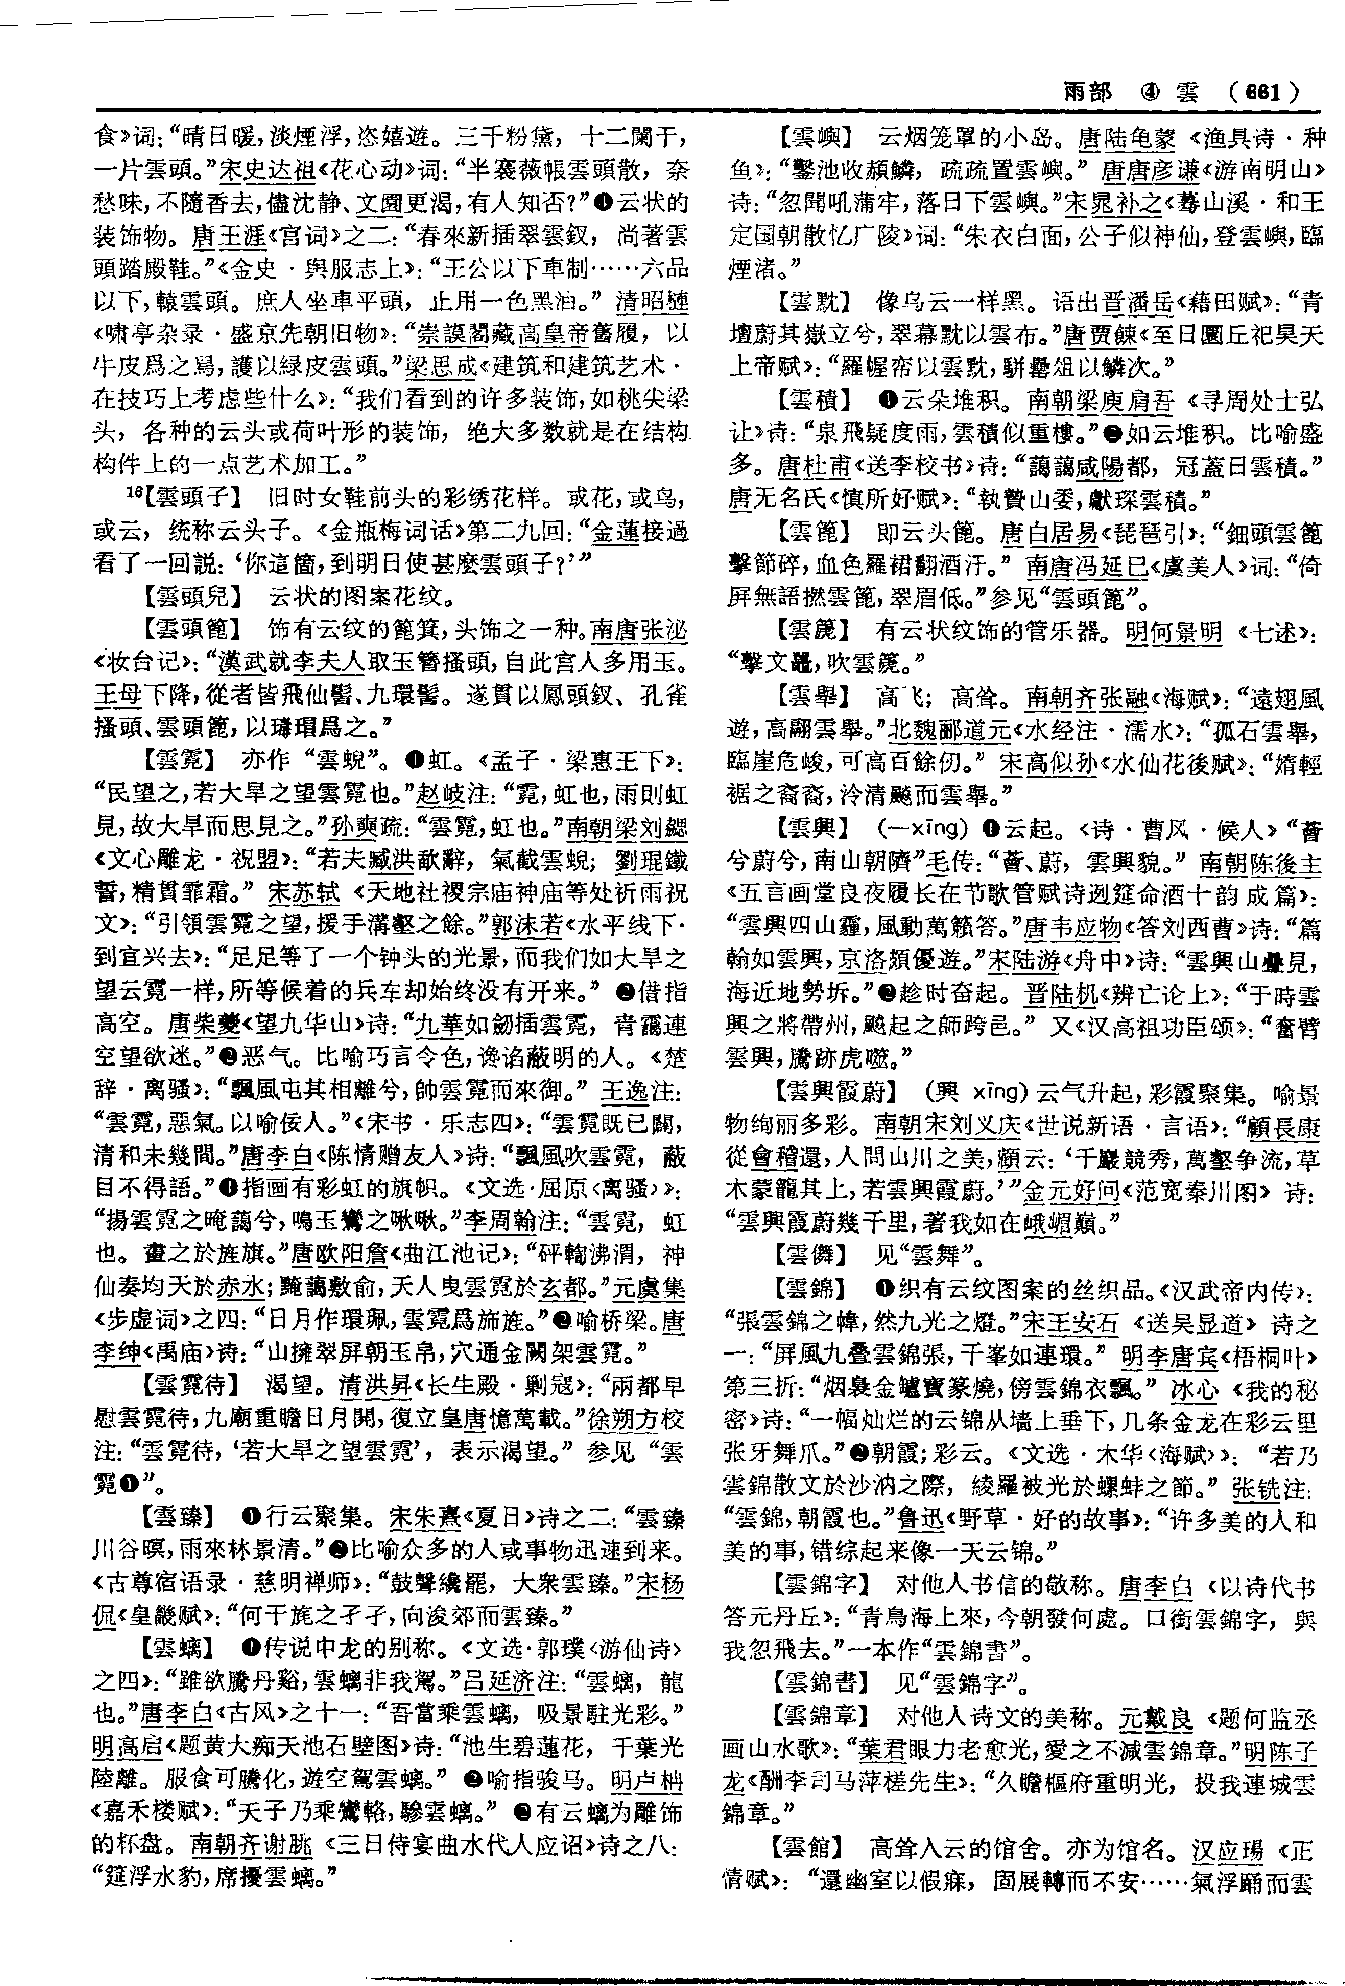 雨部 ④ 雲 （661）
食》词：“晴日暖，淡煙浮，恣嬉遊。三千粉黛，十二闌干，
一片雲頭。”宋史达祖《花心动》词：“半褰薇帳雲頭散，奈
愁味，不隨香去，儘沈静、文園更渴，有人知否？”❶云状的
装饰物。唐王涯《宫词》之二：“春來新插翠雲釵，尚著雲
頭踏殿鞋。”《金史·舆服志上》：“王公以下車制……六品
以下，轅雲頭。庶人坐車平頭，止用一色黑油。”清昭槤
《啸亭杂录·盛京先朝旧物》：“崇謨閣藏高皇帝舊履，以
牛皮爲之舄，護以緑皮雲頭。”梁思成《建筑和建筑艺术·
在技巧上考虑些什么》：“我们看到的许多装饰，如桃尖梁
头，各种的云头或荷叶形的装饰，绝大多数就是在结构
构件上的一点艺术加工。”
16【雲頭子】 旧时女鞋前头的彩绣花样。或花，或鸟，
或云，统称云头子。《金瓶梅词话》第二九回：“金蓮接過
看了一回説：‘你這箇，到明日使甚麽雲頭子？’”
【雲頭兒】 云状的图案花纹。
【雲頭篦】 饰有云纹的篦箕，头饰之一种。南唐张泌
《妆台记》：“漢武就李夫人取玉簪搔頭，自此宫人多用玉。
王母下降，從者皆飛仙髻、九環髻。遂貫以鳳頭釵、孔雀
搔頭、雲頭篦，以瑇瑁爲之。”
【雲霓】 亦作“雲蜺”。❶虹。《孟子·梁惠王下》：
“民望之，若大旱之望雲霓也。”赵岐注：“霓，虹也，雨則虹
見，故大旱而思見之。”孙奭疏：“雲霓，虹也。”南朝梁刘勰
《文心雕龙·祝盟》：“若夫臧洪歃辭，氣截雲蜺；劉琨鐵
誓，精貫霏霜。”宋苏轼《天地社稷宗庙神庙等处祈雨祝
文》：“引領雲霓之望，援手溝壑之餘。”郭沫若《水平线下·
到宜兴去》：“足足等了一个钟头的光景，而我们如大旱之
望云霓一样，所等候着的兵车却始终没有开来。”❷借指
高空。唐柴夔《望九华山》诗：“九華如劒插雲霓，青靄連
空望欲迷。”❸恶气。比喻巧言令色，谗谄蔽明的人。《楚
辞·离骚》：“飄風屯其相離兮，帥雲霓而來御。”王逸注：
“雲霓，惡氣。以喻佞人。”《宋书·乐志四》：“雲霓既已闢，
清和未幾間。”唐李白《陈情赠友人》诗：“飄風吹雲霓，蔽
目不得語。”❹指画有彩虹的旗帜。《文选·屈原〈离骚〉》：
“揚雲霓之晻藹兮，鳴玉鸞之啾啾。”李周翰注：“雲霓，虹
也。畫之於旌旗。”唐欧阳詹《曲江池记》：“砰輷沸渭，神
仙奏均天於赤水；黤藹敷俞，天人曳雲霓於玄都。”元虞集
《步虚词》之四：“日月作環珮，雲霓爲旆旌。”❺喻桥梁。唐
李绅《禹庙》诗：“山擁翠屏朝玉帛，穴通金闕架雲霓。”
【雲霓待】 渴望。清洪昇《长生殿·剿寇》：“兩都早
慰雲霓待，九廟重瞻日月開，復立皇唐憶萬載。”徐朔方校
注：“雲霓待，‘若大旱之望雲霓’，表示渴望。”参见“雲
霓❶”。
【雲臻】 ❶行云聚集。宋朱熹《夏日》诗之二：“雲臻
川谷暝，雨來林景清。”❷比喻众多的人或事物迅速到来。
《古尊宿语录·慈明禅师》：“鼓聲纔罷，大衆雲臻。”宋杨
侃《皇畿赋》：“何干旄之孑孑，向浚郊而雲臻。”
【雲螭】 ❶传说中龙的别称。《文选·郭璞〈游仙诗〉
之四》：“雖欲騰丹谿，雲螭非我駕。”吕延济注：“雲螭，龍
也。”唐李白《古风》之十一：“吾當乘雲螭，吸景駐光彩。”
明高启《题黄大痴天池石壁图》诗：“池生碧蓮花，千葉光
陸離。服食可騰化，遊空駕雲螭。”❷喻指骏马。明卢柟
《嘉禾楼赋》：“天子乃乘鸞輅，驂雲螭。”❸有云螭为雕饰
的杯盘。南朝齐谢朓《三日侍宴曲水代人应诏》诗之八：
“筵浮水豹，席擾雲螭。”
【雲嶼】 云烟笼罩的小岛。唐陆龟蒙《渔具诗·种
鱼》：“鑿池收赬鱗，疏疏置雲嶼。”唐唐彦谦《游南明山》
诗：“忽聞吼蒲牢，落日下雲嶼。”宋晁补之《蓦山溪·和王
定国朝散忆广陵》词：“朱衣白面，公子似神仙，登雲嶼，臨
煙渚。”
【雲黕】 像乌云一样黑。语出晋潘岳《藉田赋》：“青
壇蔚其嶽立兮，翠幕黕以雲布。”唐贾餗《至日圜丘祀昊天
上帝赋》：“羅幄帟以雲黕，駢罍俎以鱗次。”
【雲積】 ❶云朵堆积。南朝梁庾肩吾《寻周处士弘
让》诗：“泉飛疑度雨，雲積似重樓。”❷如云堆积。比喻盛
多。唐杜甫《送李校书》诗：“藹藹咸陽都，冠蓋日雲積。”
唐无名氏《慎所好赋》：“執贄山委，獻琛雲積。”
【雲篦】 即云头篦。唐白居易《琵琶引》：“鈿頭雲篦
擊節碎，血色羅裙翻酒汙。”南唐冯延巳《虞美人》词：“倚
屏無語撚雲篦，翠眉低。”参见“雲頭篦”。
【雲篪】 有云状纹饰的管乐器。明何景明《七述》：
“擊文鼉，吹雲篪。”
【雲舉】 高飞；高耸。南朝齐张融《海赋》：“遠翅風
遊，高翮雲舉。”北魏郦道元《水经注·濡水》：“孤石雲舉，
臨崖危峻，可高百餘仞。”宋高似孙《水仙花後赋》：“㜯輕
裾之裔裔，泠清飈而雲舉。”
【雲興】 （—xīng）❶云起。《诗·曹风·候人》“薈
兮蔚兮，南山朝隮”毛传：“薈、蔚，雲興貌。”南朝陈後主
《五言画堂良夜履长在节歌管赋诗迾筵命酒十韵成篇》：
“雲興四山霾，風動萬籟答。”唐韦应物《答刘西曹》诗：“篇
翰如雲興，京洛頗優遊。”宋陆游《舟中》诗：“雲興山疊見，
海近地勢坼。”❷趁时奋起。晋陆机《辨亡论上》：“于時雲
興之將帶州，飈起之師跨邑。”又《汉高祖功臣颂》：“奮臂
雲興，騰跡虎噬。”
【雲興霞蔚】 （興 xīng）云气升起，彩霞聚集。喻景
物绚丽多彩。南朝宋刘义庆《世说新语·言语》：“顧長康
從會稽還，人問山川之美，顧云：‘千巖競秀，萬壑争流，草
木蒙籠其上，若雲興霞蔚。’”金元好问《范宽秦川图》诗：
“雲興霞蔚幾千里，著我如在峨嵋巔。”
【雲儛】 见“雲舞”。
【雲錦】 ❶织有云纹图案的丝织品。《汉武帝内传》：
“張雲錦之幃，然九光之燈。”宋王安石《送吴显道》诗之
一：“屏風九叠雲錦張，千峯如連環。”明李唐宾《梧桐叶》
第三折：“烟裊金鑪寶篆燒，傍雲錦衣飄。”冰心《我的秘
密》诗：“一幅灿烂的云锦从墙上垂下，几条金龙在彩云里
张牙舞爪。”❷朝霞；彩云。《文选·木华〈海赋〉》：“若乃
雲錦散文於沙汭之際，綾羅被光於螺蚌之節。”张铣注：
“雲錦，朝霞也。”鲁迅《野草·好的故事》：“许多美的人和
美的事，错综起来像一天云锦。”
【雲錦字】 对他人书信的敬称。唐李白《以诗代书
答元丹丘》：“青鳥海上來，今朝發何處。口銜雲錦字，與
我忽飛去。”一本作“雲錦書”。
【雲錦書】 见“雲錦字”。
【雲錦章】 对他人诗文的美称。元戴良《题何监丞
画山水歌》：“葉君眼力老愈光，愛之不減雲錦章。”明陈子
龙《酬李司马萍槎先生》：“久瞻樞府重明光，投我連城雲
錦章。”
【雲館】 高耸入云的馆舍。亦为馆名。汉应瑒《正
情赋》：“還幽室以假寐，固展轉而不安……氣浮踊而雲